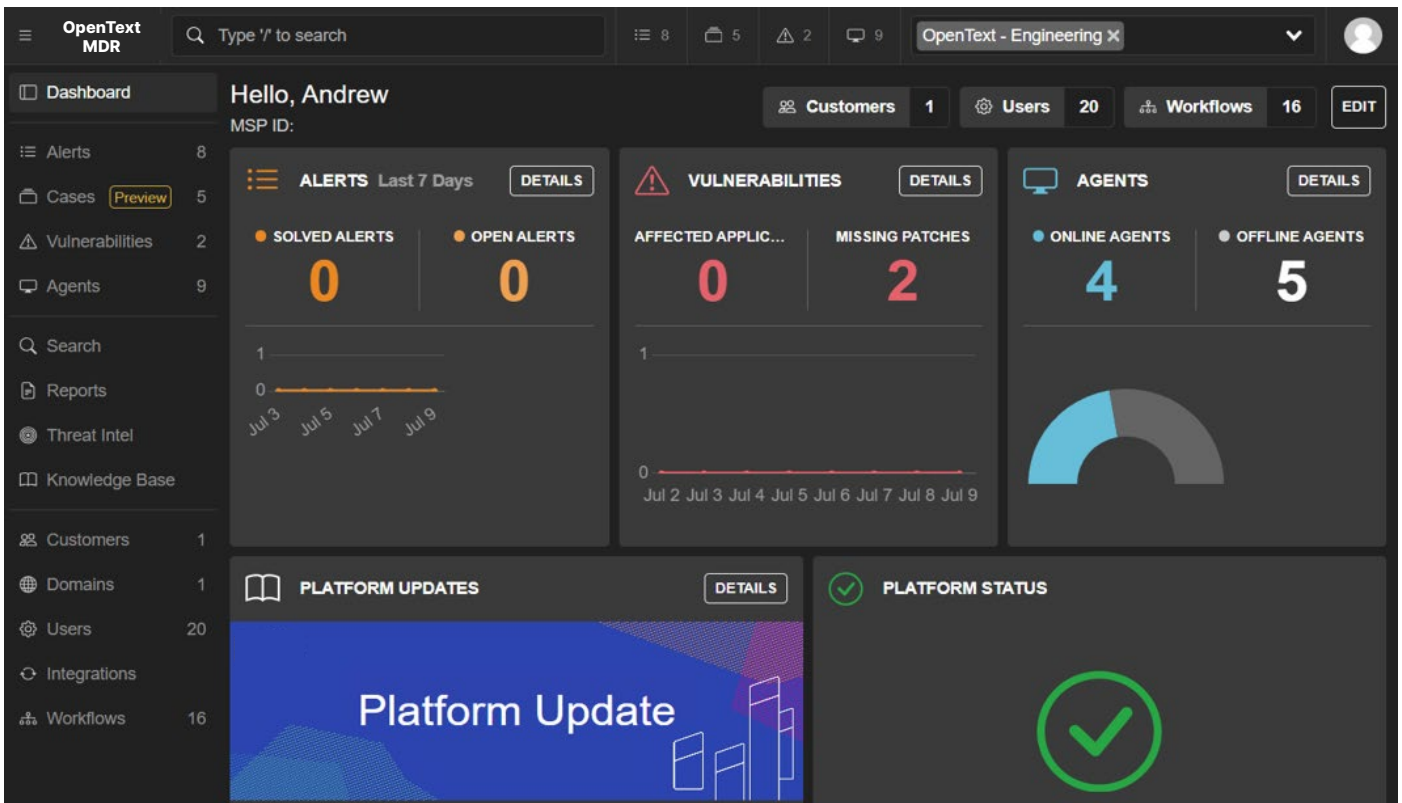 OpenText
MDR
Type '/' to search
8
5
2
9
OpenText - Engineering
Dashboard
Alerts 8
Cases Preview 5
Vulnerabilities 2
Agents 9
Search
Reports
Threat Intel
Knowledge Base
Customers 1
Domains 1
Users 20
Integrations
Workflows 16
Hello, Andrew
MSP ID:
Customers 1
Users 20
Workflows 16
EDIT
ALERTS Last 7 Days DETAILS
SOLVED ALERTS OPEN ALERTS
0 0
1
0
Jul 3 Jul 5 Jul 7 Jul 9
VULNERABILITIES DETAILS
AFFECTED APPLIC... MISSING PATCHES
0 2
1
0
Jul 2 Jul 3 Jul 4 Jul 5 Jul 6 Jul 7 Jul 8 Jul 9
AGENTS DETAILS
ONLINE AGENTS OFFLINE AGENTS
4 5
PLATFORM UPDATES DETAILS
Platform Update
PLATFORM STATUS